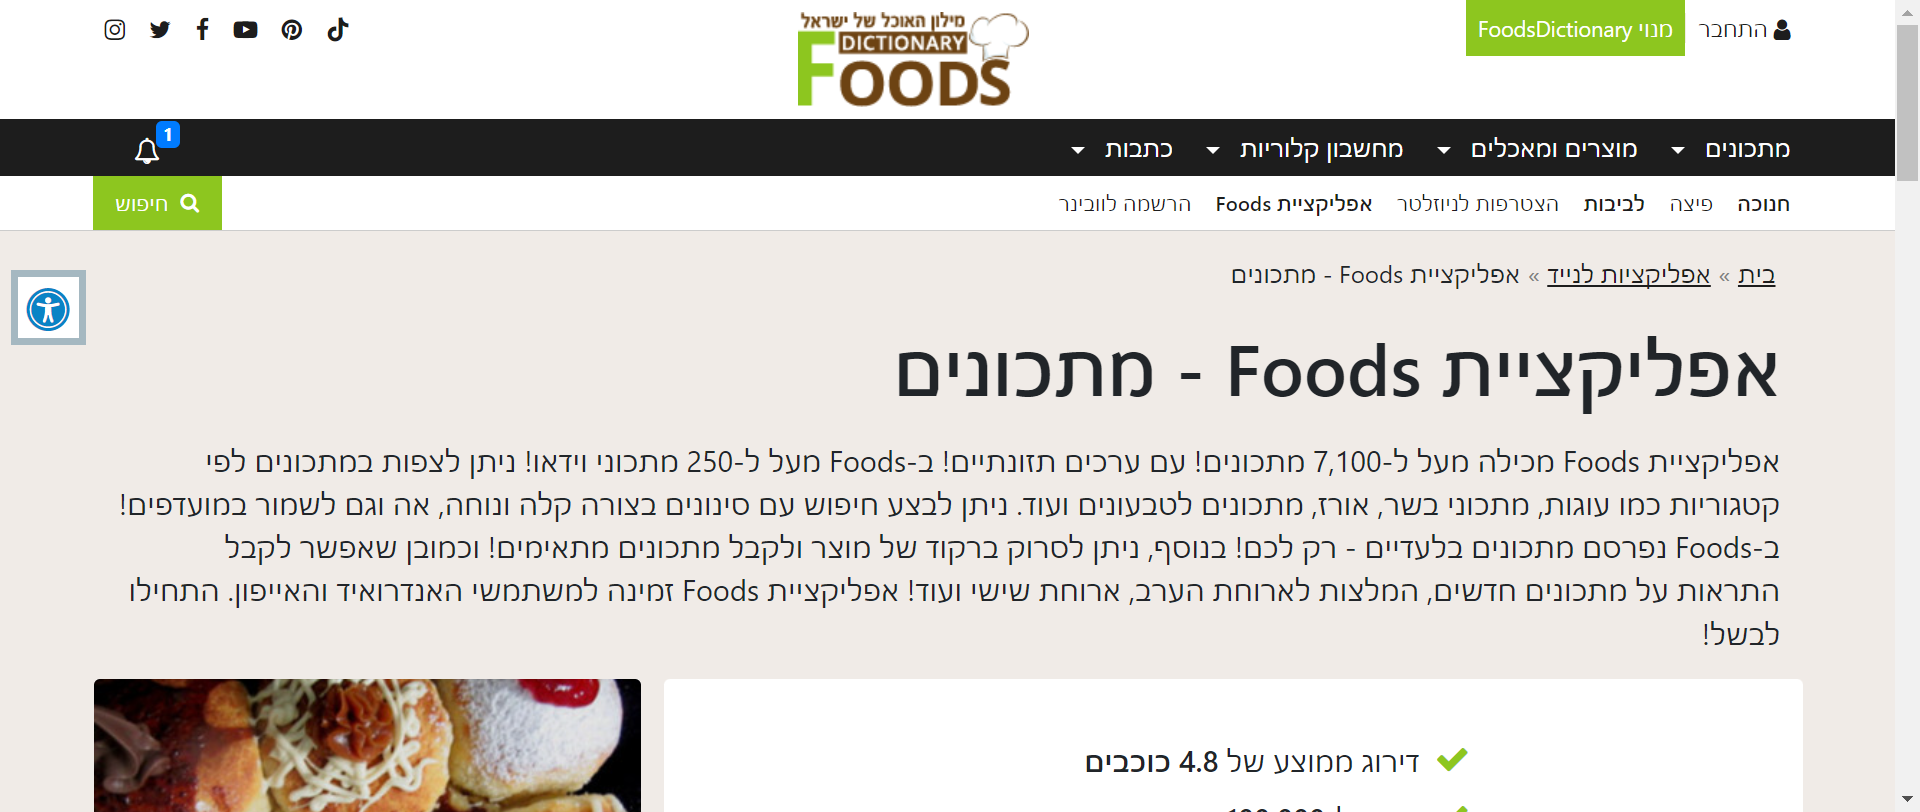 התחבר
מנוי FoodsDictionary
מילון האוכל של ישראל
DICTIONARY
FOODS
מתכונים
מוצרים ומאכלים
מחשבון קלוריות
כתבות
1
חנוכה
פיצה
לביבות
הצטרפות לניוזלטר
אפליקציית Foods
הרשמה לוובינר
חיפוש
בית » אפליקציות לנייד » אפליקציית Foods - מתכונים
אפליקציית Foods - מתכונים
אפליקציית Foods מכילה מעל ל-7,100 מתכונים! עם ערכים תזונתיים! ב-Foods מעל ל-250 מתכוני וידאו! ניתן לצפות במתכונים לפי
קטגוריות כמו עוגות, מתכוני בשר, אורז, מתכונים לטבעונים ועוד. ניתן לבצע חיפוש עם סינונים בצורה קלה ונוחה, אה וגם לשמור במועדפים!
ב-Foods נפרסם מתכונים בלעדיים - רק לכם! בנוסף, ניתן לסרוק ברקוד של מוצר ולקבל מתכונים מתאימים! וכמובן שאפשר לקבל
התראות על מתכונים חדשים, המלצות לארוחת הערב, ארוחת שישי ועוד! אפליקציית Foods זמינה למשתמשי האנדרואיד והאייפון. התחילו
לבשל!
דירוג ממוצע של 4.8 כוכבים